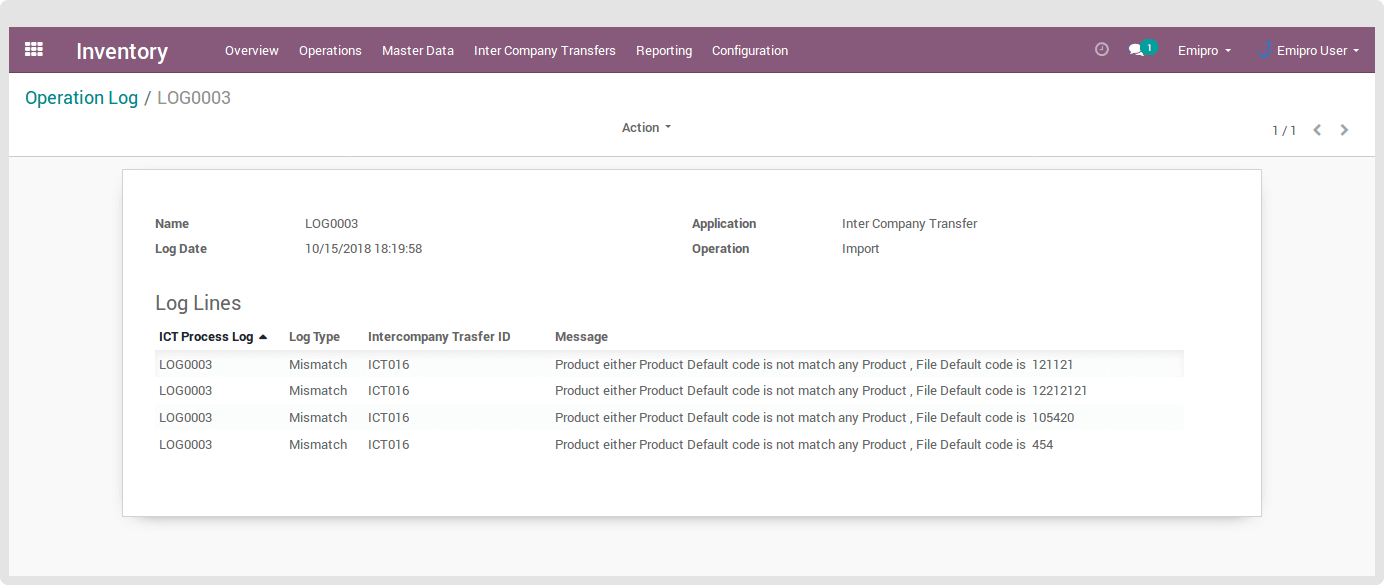 Inventory Overview Operations Master Data Inter Company Transfers Reporting Configuration 1 Emipro Emipro User
Operation Log / LOG0003
Action
1 / 1
Name LOG0003 Application Inter Company Transfer
Log Date 10/15/2018 18:19:58 Operation Import
Log Lines
ICT Process Log Log Type Intercompany Trasfer ID Message
LOG0003 Mismatch ICT016 Product either Product Default code is not match any Product , File Default code is 121121
LOG0003 Mismatch ICT016 Product either Product Default code is not match any Product , File Default code is 12212121
LOG0003 Mismatch ICT016 Product either Product Default code is not match any Product , File Default code is 105420
LOG0003 Mismatch ICT016 Product either Product Default code is not match any Product , File Default code is 454